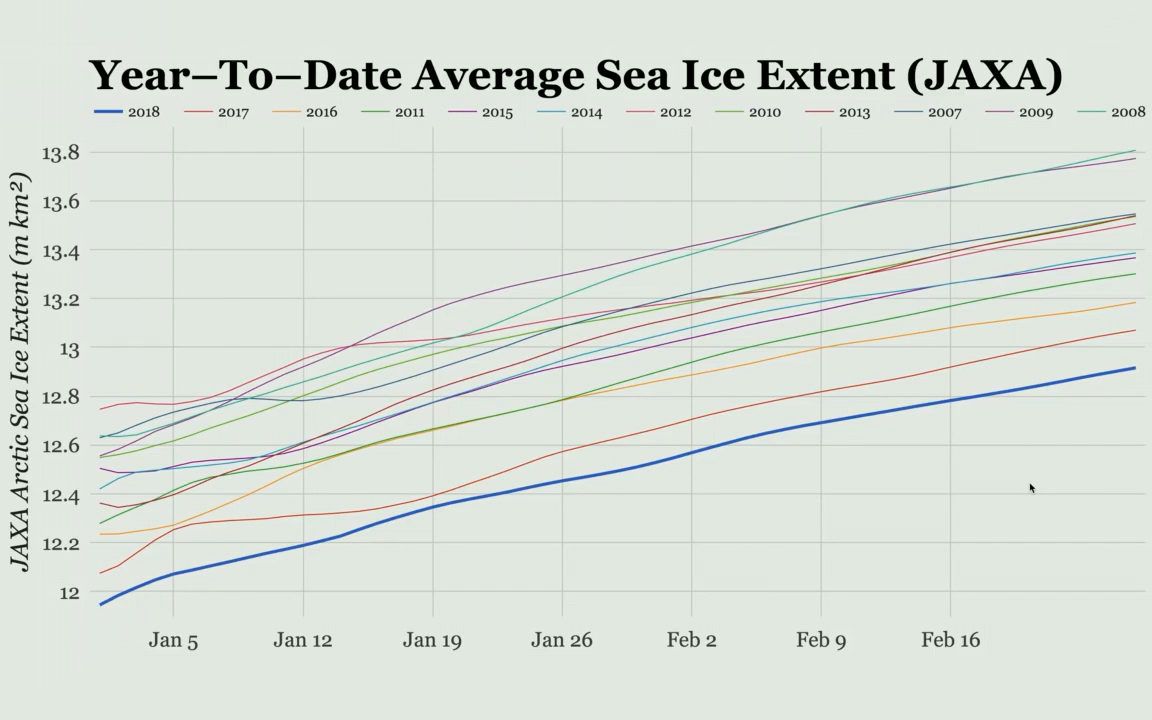 Year–To–Date Average Sea Ice Extent (JAXA)
2018 2017 2016 2011 2015 2014 2012 2010 2013 2007 2009 2008
JAXA Arctic Sea Ice Extent (m km²)
13.8
13.6
13.4
13.2
13
12.8
12.6
12.4
12.2
12
Jan 5 Jan 12 Jan 19 Jan 26 Feb 2 Feb 9 Feb 16